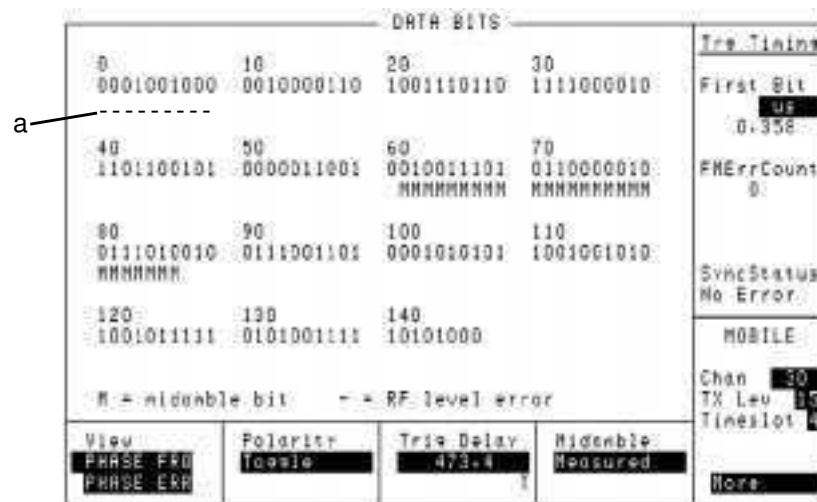 DATA BITS
0 10 20 30
0001001000 0010000110 1001110110 1111000010
- - - - - - - - - -
a
40 50 60 70
1101100101 0000011001 0010011101 0110000010
MMMMMMMMM MMMMMMMMMM
80 90 100 110
0111010010 0111001101 0001010101 1001001010
MMMMMMM
120 130 140
1001011111 0101001111 10101000
M = midamble bit - = RF level error
Trg Timing
First Bit
us
0.358
FMErrCount
0
SyncStatus
No Error
MOBILE
Chan 30
TX Lev 15
Timeslot 4
More
View
PHASE FRQ
PHASE ERR
Polarity
Toggle
Trig Delay
473.4
T
Midamble
Measured